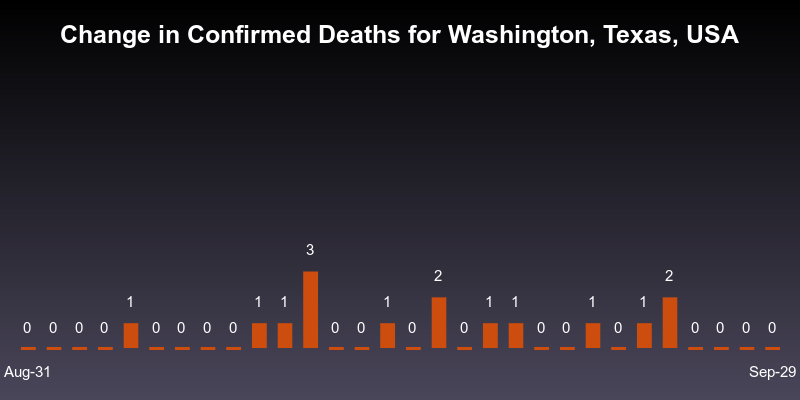 Change in Confirmed Deaths for Washington, Texas, USA
3
2 2
1 1 1 1 1 1 1 1
0 0 0 0 0 0 0 0 0 0 0 0 0 0 0 0 0 0 0
Aug-31 Sep-29